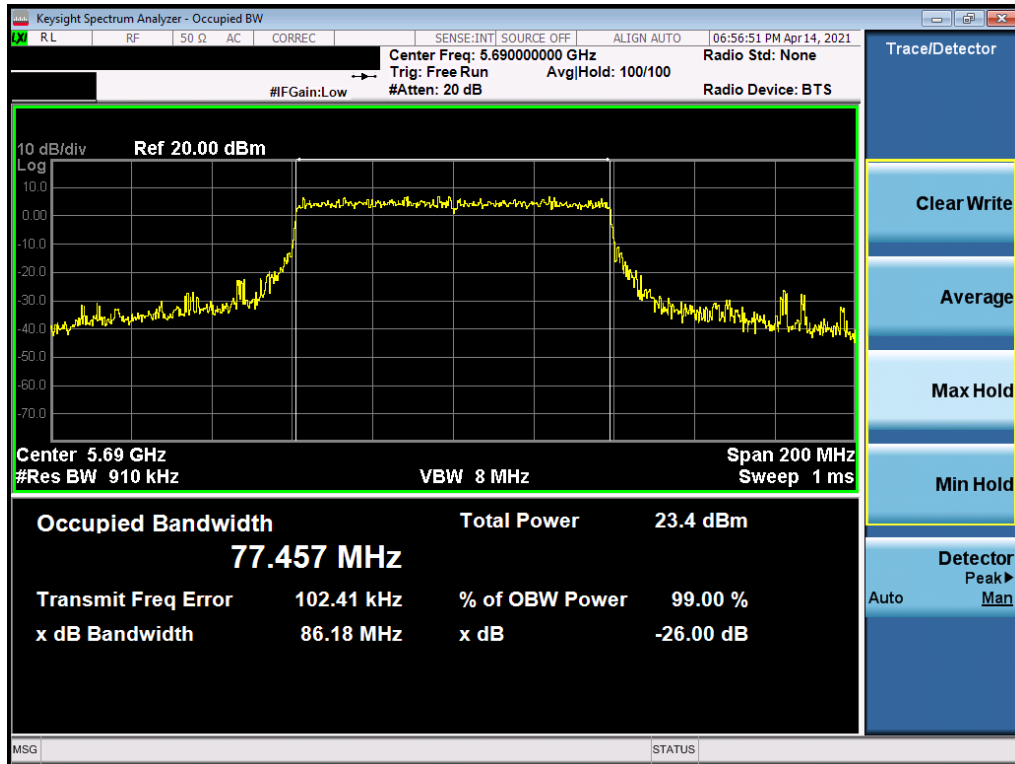 Keysight Spectrum Analyzer - Occupied BW
LXI RL RF 50 Ω AC CORREC SENSE:INT SOURCE OFF ALIGN AUTO 06:56:51 PM Apr 14, 2021
Center Freq: 5.690000000 GHz Radio Std: None
Trig: Free Run Avg|Hold: 100/100
#IFGain:Low #Atten: 20 dB Radio Device: BTS
Trace/Detector
10 dB/div Ref 20.00 dBm
Log
10.0
0.00
-10.0
-20.0
-30.0
-40.0
-50.0
-60.0
-70.0
Center 5.69 GHz Span 200 MHz
#Res BW 910 kHz VBW 8 MHz Sweep 1 ms
Occupied Bandwidth Total Power 23.4 dBm
77.457 MHz
Transmit Freq Error 102.41 kHz % of OBW Power 99.00 %
x dB Bandwidth 86.18 MHz x dB -26.00 dB
Clear Write
Average
Max Hold
Min Hold
Detector
Peak▶
Auto Man
MSG STATUS